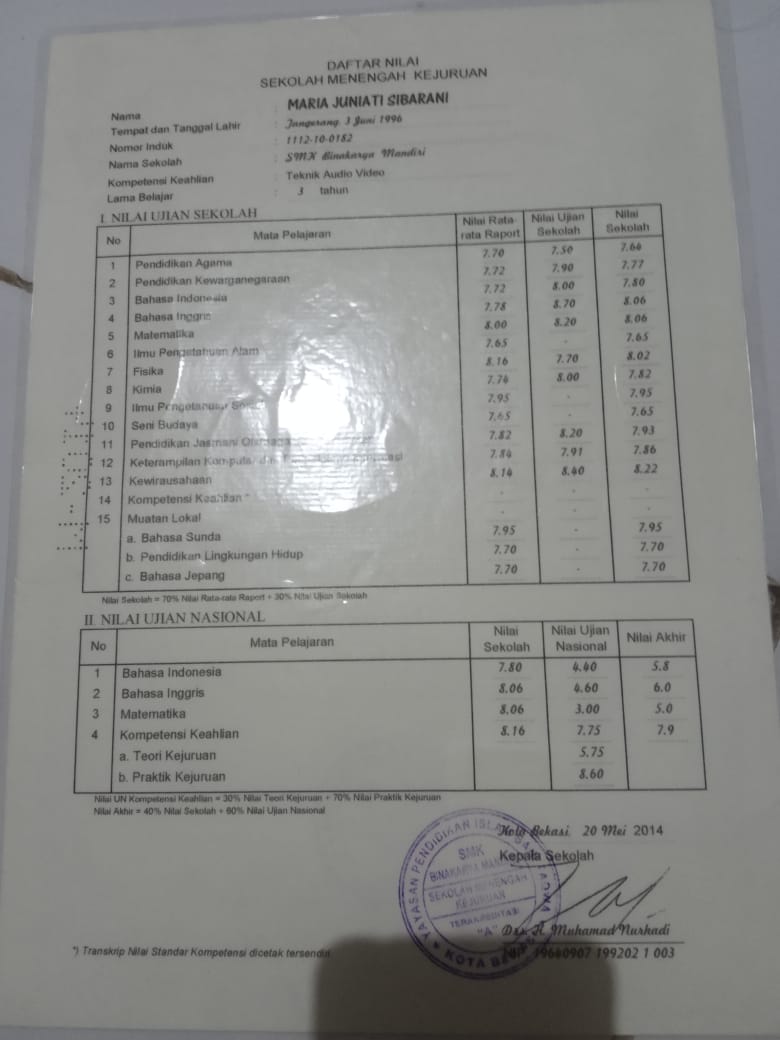 DAFTAR NILAI
SEKOLAH MENENGAH KEJURUAN
Nama : MARIA JUNIATI SIBARANI
Tempat dan Tanggal Lahir : Tangerang, 3 Juni 1996
Nomor Induk : 1112-10-0182
Nama Sekolah : SMK Binakarya Mandiri
Kompetensi Keahlian : Teknik Audio Video
Lama Belajar : 3 tahun
I. NILAI UJIAN SEKOLAH
No Mata Pelajaran Nilai Rata-rata Raport Nilai Ujian Sekolah Nilai Sekolah
1 Pendidikan Agama 7.70 7.50 7.64
2 Pendidikan Kewarganegaraan 7.72 7.90 7.77
3 Bahasa Indonesia 7.72 8.00 7.80
4 Bahasa Inggris 7.78 8.70 8.06
5 Matematika 8.00 8.20 8.06
6 Ilmu Pengetahuan Alam 7.65 - 7.65
7 Fisika 8.16 7.70 8.02
8 Kimia 7.74 8.00 7.82
9 Ilmu Pengetahuan 7.95 - 7.95
10 Seni Budaya 7.65 - 7.65
11 Pendidikan Jasmani Olahraga 7.82 8.20 7.93
12 Keterampilan Komputer 7.84 7.91 7.86
13 Kewirausahaan 8.14 8.40 8.22
14 Kompetensi Keahlian * - - -
15 Muatan Lokal - - -
a. Bahasa Sunda 7.95 - 7.95
b. Pendidikan Lingkungan Hidup 7.70 - 7.70
c. Bahasa Jepang 7.70 - 7.70
Nilai Sekolah = 70% Nilai Rata-rata Raport + 30% Nilai Ujian Sekolah
II. NILAI UJIAN NASIONAL
No Mata Pelajaran Nilai Sekolah Nilai Ujian Nasional Nilai Akhir
1 Bahasa Indonesia 7.80 4.40 5.8
2 Bahasa Inggris 8.06 4.60 6.0
3 Matematika 8.06 3.00 5.0
4 Kompetensi Keahlian 8.16 7.75 7.9
a. Teori Kejuruan 5.75
b. Praktik Kejuruan 8.60
Nilai UN Kompetensi Keahlian = 30% Nilai Teori Kejuruan + 70% Nilai Praktik Kejuruan
Nilai Akhir = 40% Nilai Sekolah + 60% Nilai Ujian Nasional
Kota Bekasi, 20 Mei 2014
Kepala Sekolah
YAYASAN PENDIDIKAN
SMK
BINAKARYA
SEKOLAH MENENGAH
KEJURUAN
TERAKREDITASI
"A"
KOTA
Drs. H. Muhamad Nurhadi
199202 1 003
*) Transkrip Nilai Standar Kompetensi dicetak tersendiri